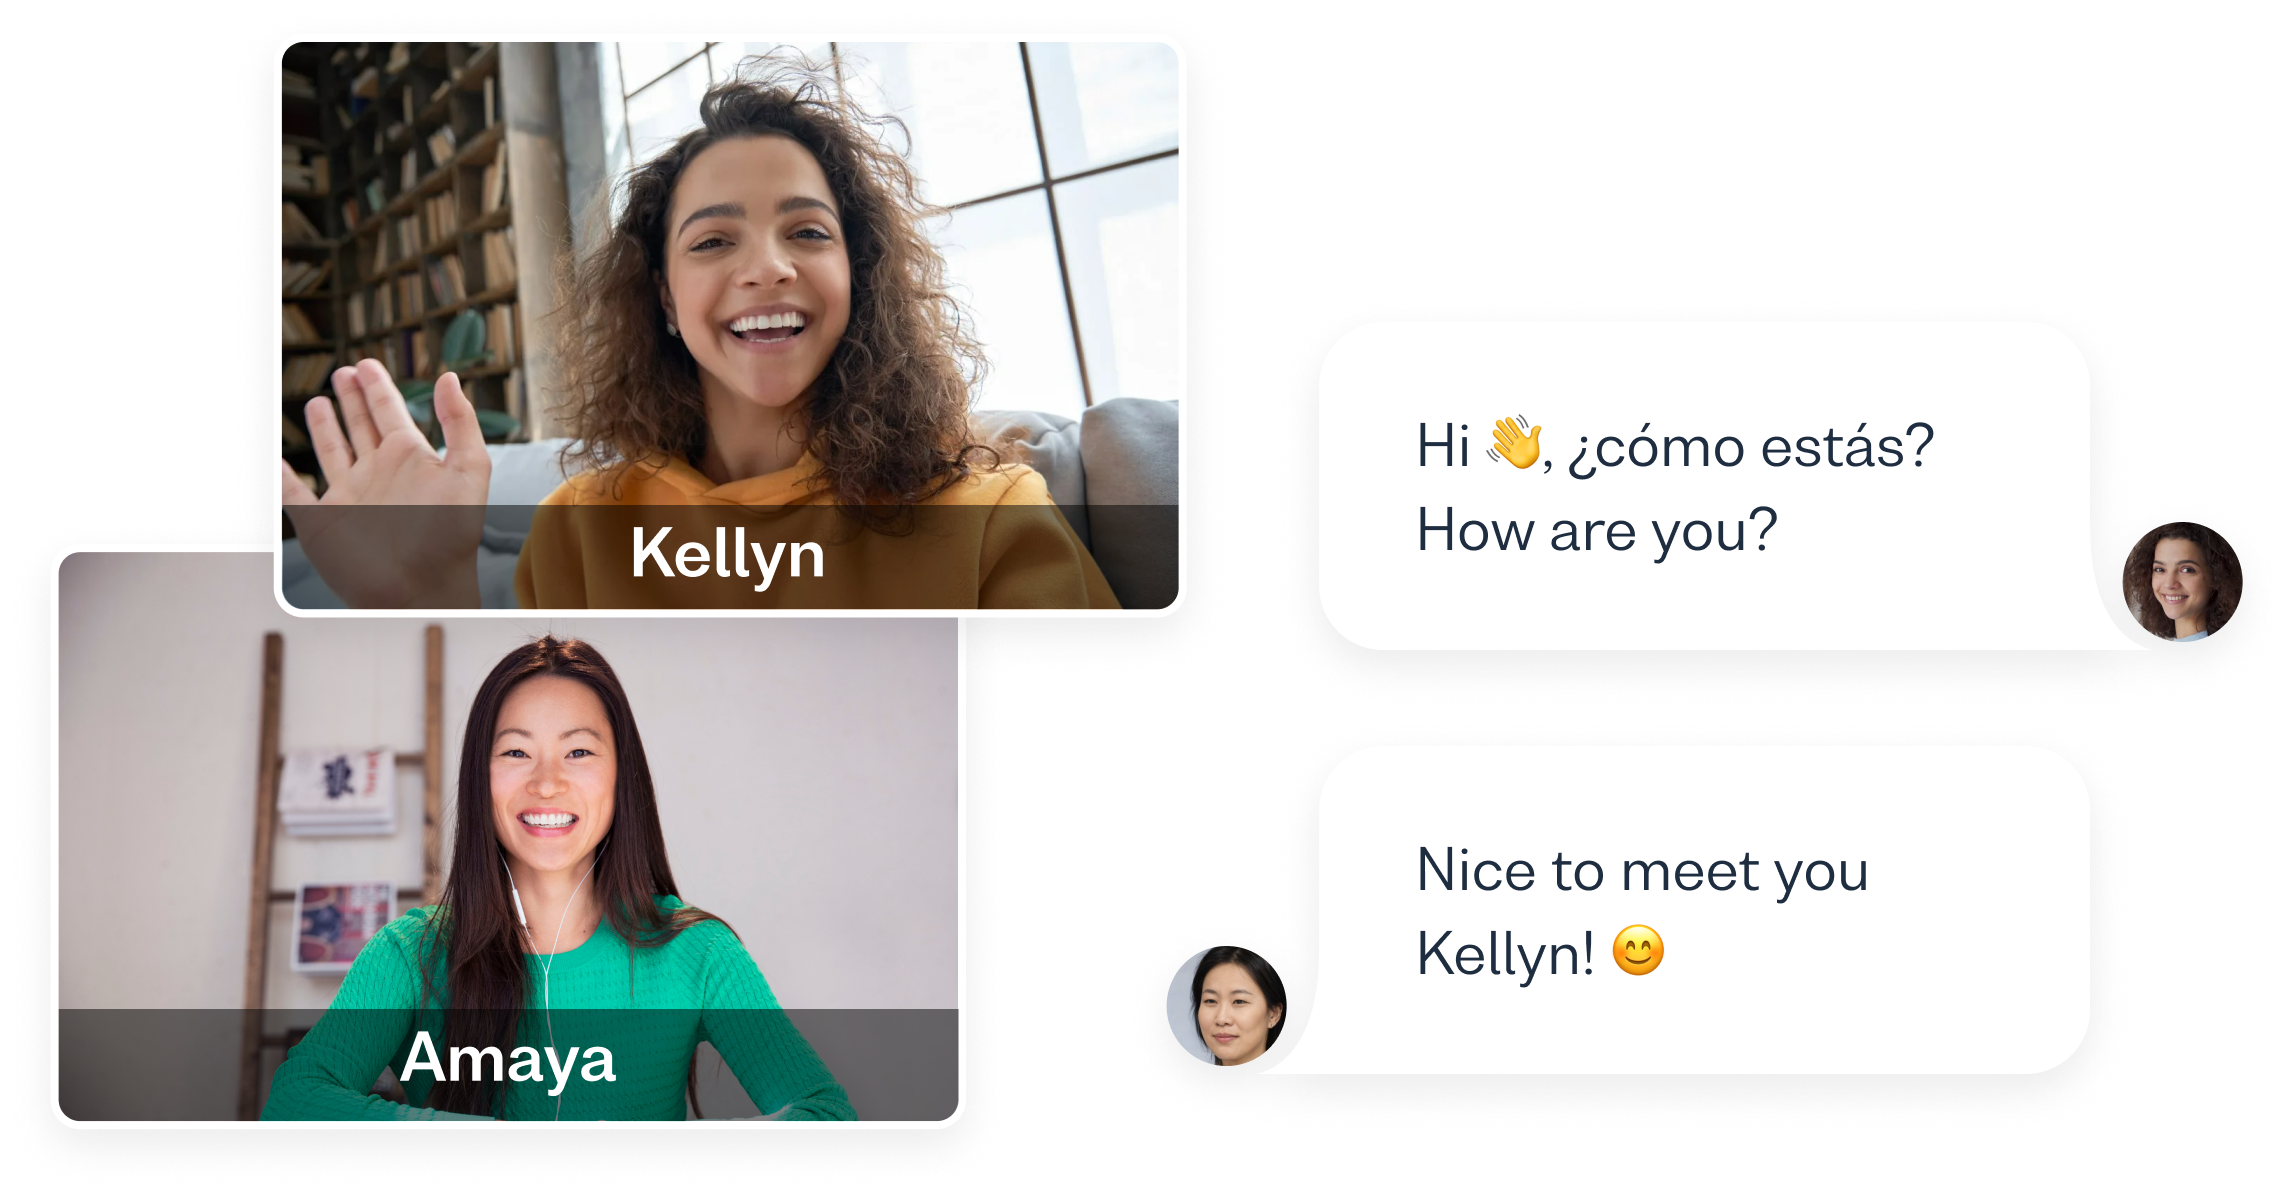 Kellyn
Amaya
Hi 👋, ¿cómo estás?
How are you?
Nice to meet you
Kellyn! 😊